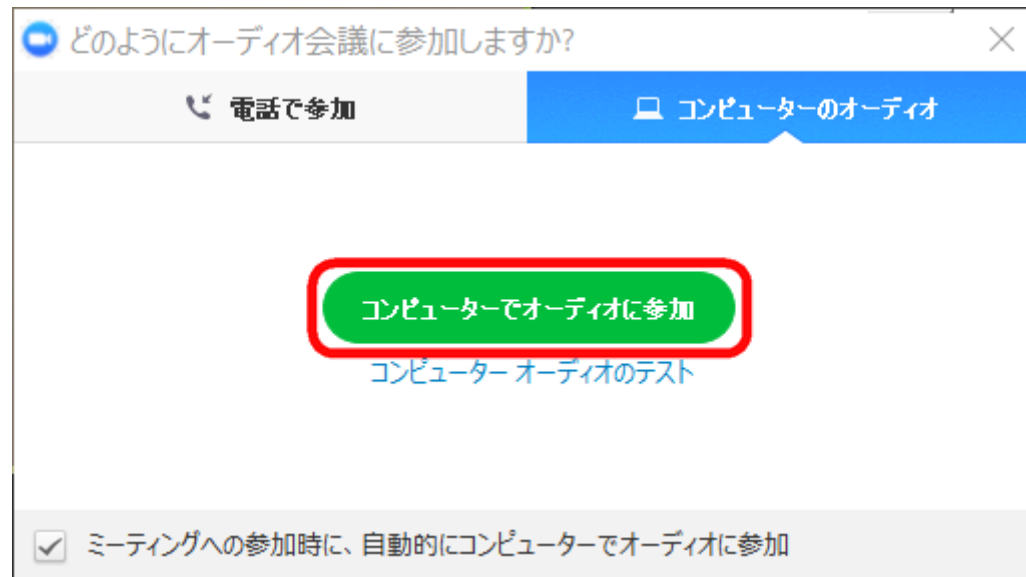 どのようにオーディオ会議に参加しますか?
電話で参加
コンピューターのオーディオ
コンピューターでオーディオに参加
コンピューター オーディオのテスト
ミーティングへの参加時に、自動的にコンピューターでオーディオに参加